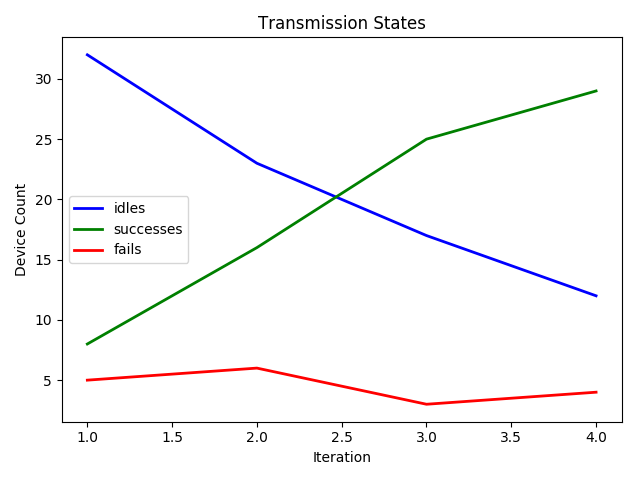 Transmission States
Device Count
30
25
20
15
10
5
idles
successes
fails
1.0 1.5 2.0 2.5 3.0 3.5 4.0
Iteration